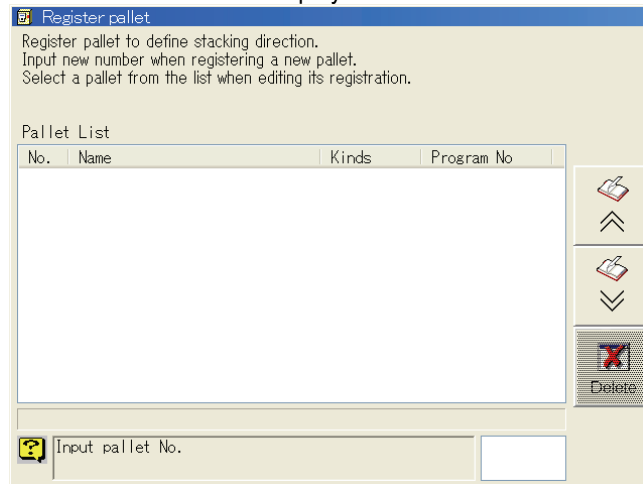 Register pallet
Register pallet to define stacking direction.
Input new number when registering a new pallet.
Select a pallet from the list when editing its registration.
Pallet List
No. Name Kinds Program No
Delete
Input pallet No.